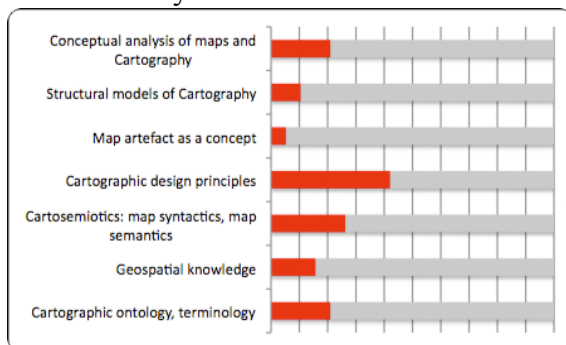 Conceptual analysis of maps and
Cartography
Structural models of Cartography
Map artefact as a concept
Cartographic design principles
Cartosemiotics: map syntactics, map
semantics
Geospatial knowledge
Cartographic ontology, terminology